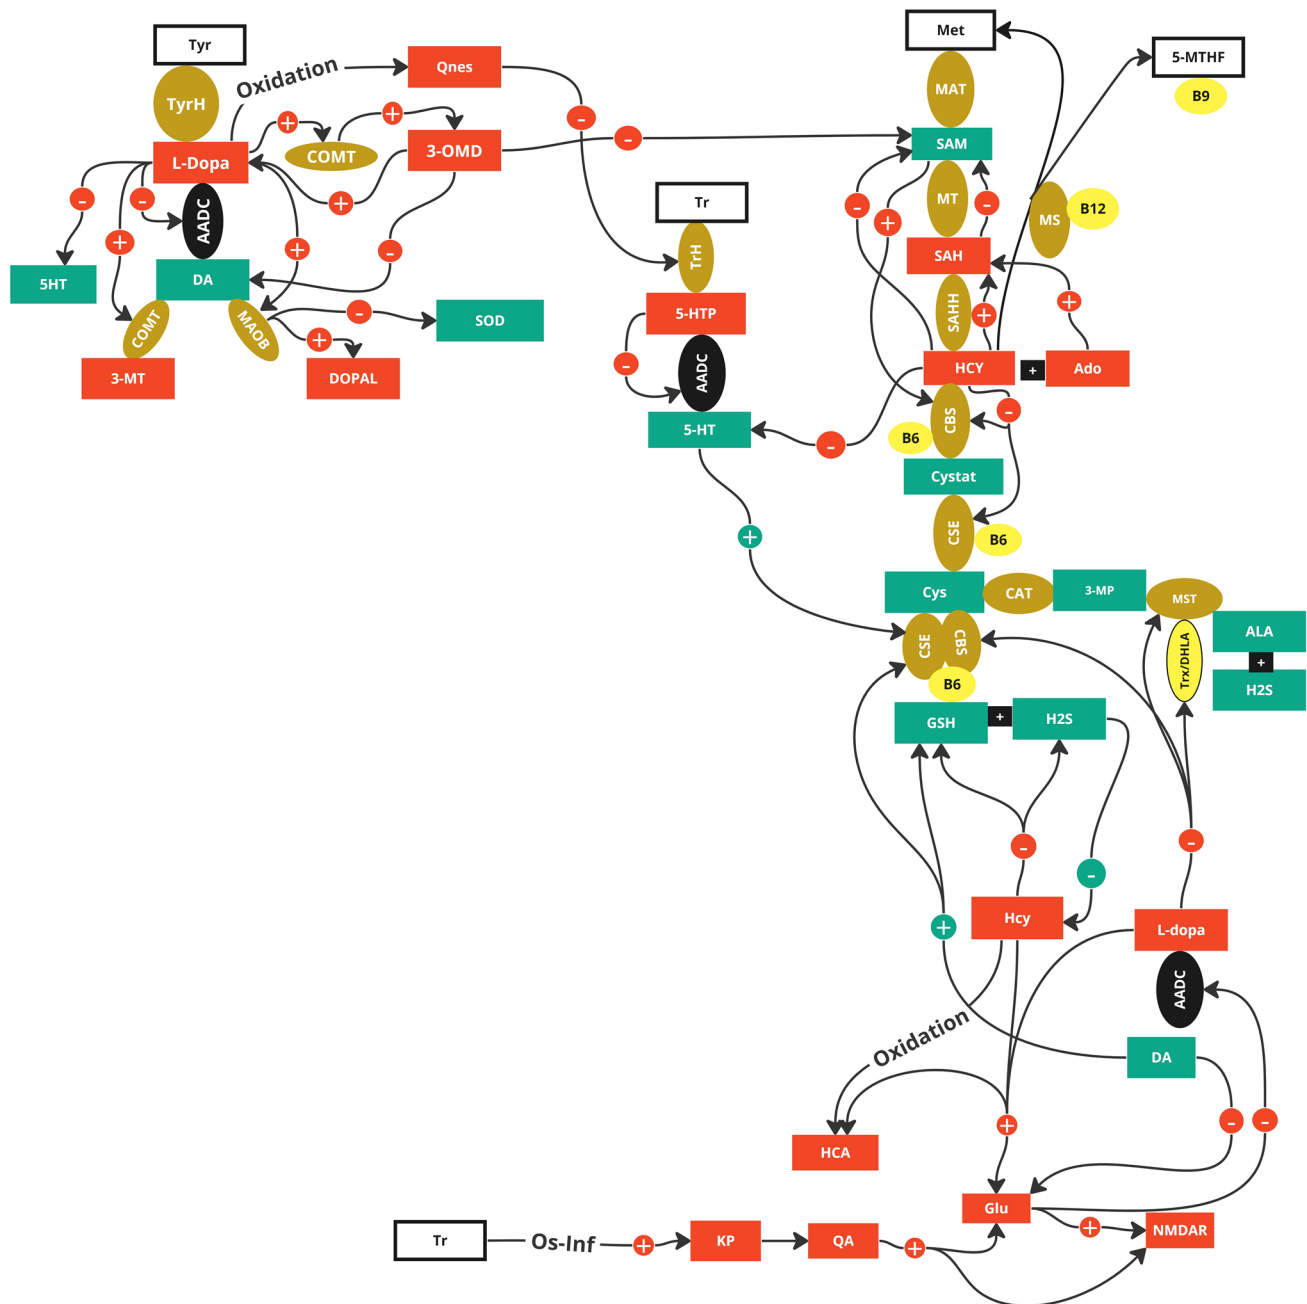 Met
Tyr
5-MTHF
Oxidation
Qnes
MAT
B9
TyrH
+
+
-
-
SAM
COMT
3-OMD
L-Dopa
MT
-
-
+
-
-
Tr
B12
AADC
MS
+
+
-
+
TrH
SAH
5HT
DA
-
SOD
5-HTP
SAHH
+
+
COMT
MAOB
+
3-MT
DOPAL
-
AADC
HCY
+
Ado
-
CBS
5-HT
-
B6
Cystat
+
CSE
B6
Cys
CAT
3-MP
MST
ALA
CSE
CBS
Trx/DHLA
+
B6
H2S
GSH
+
H2S
-
-
-
+
Hcy
L-dopa
AADC
Oxidation
DA
+
-
-
HCA
Glu
+
NMDAR
Tr
Os-Inf
+
KP
QA
+